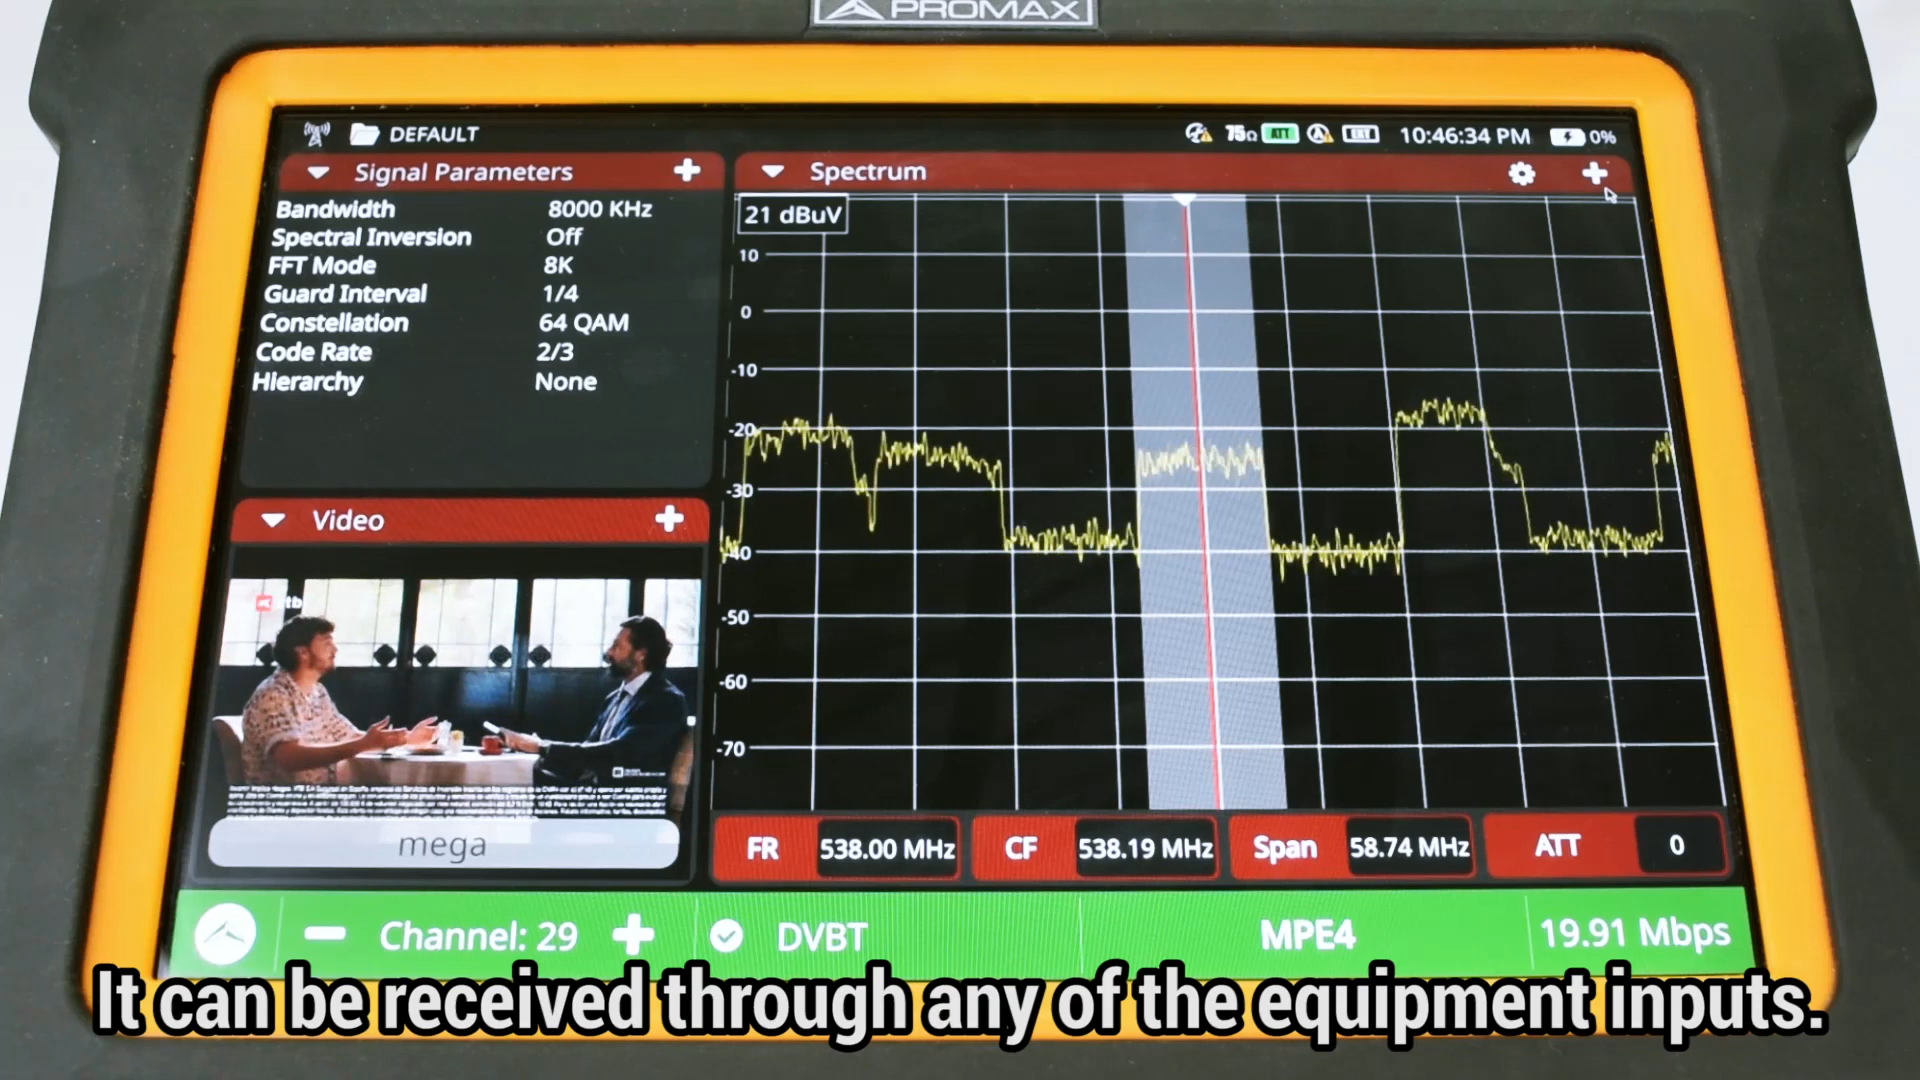 PROMAX
DEFAULT
75Ω ATT EXT 10:46:34 PM 0%
Signal Parameters
Bandwidth 8000 KHz
Spectral Inversion Off
FFT Mode 8K
Guard Interval 1/4
Constellation 64 QAM
Code Rate 2/3
Hierarchy None
Video
mega
Spectrum
21 dBuV
10
0
-10
-20
-30
-40
-50
-60
-70
FR 538.00 MHz CF 538.19 MHz Span 58.74 MHz ATT 0
Channel: 29 DVBT MPE4 19.91 Mbps
It can be received through any of the equipment inputs.